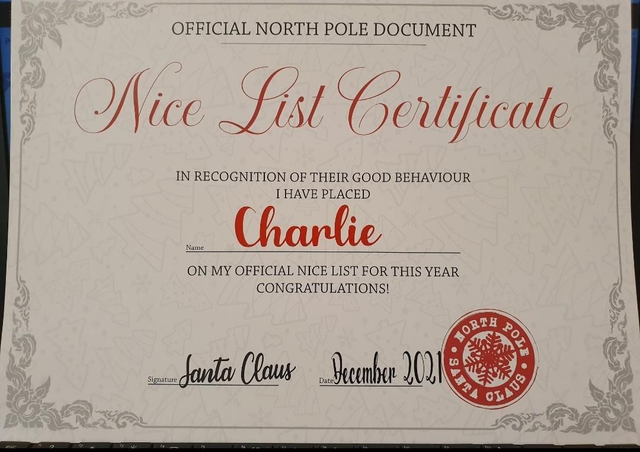 OFFICIAL NORTH POLE DOCUMENT
Nice List Certificate
IN RECOGNITION OF THEIR GOOD BEHAVIOUR
I HAVE PLACED
Name Charlie
ON MY OFFICIAL NICE LIST FOR THIS YEAR
CONGRATULATIONS!
Signature Santa Claus Date December 2021
NORTH POLE
SANTA CLAUS